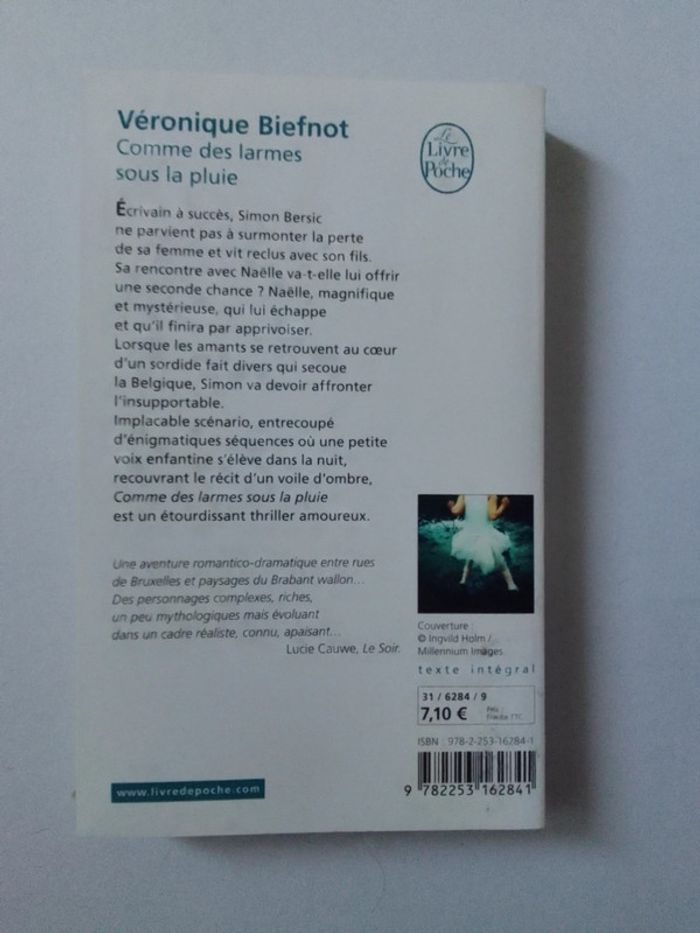 Véronique Biefnot
Comme des larmes
sous la pluie
Le
Livre
de
Poche
Écrivain à succès, Simon Bersic
ne parvient pas à surmonter la perte
de sa femme et vit reclus avec son fils.
Sa rencontre avec Naëlle va-t-elle lui offrir
une seconde chance ? Naëlle, magnifique
et mystérieuse, qui lui échappe
et qu'il finira par apprivoiser.
Lorsque les amants se retrouvent au cœur
d'un sordide fait divers qui secoue
la Belgique, Simon va devoir affronter
l'insupportable.
Implacable scénario, entrecoupé
d'énigmatiques séquences où une petite
voix enfantine s'élève dans la nuit,
recouvrant le récit d'un voile d'ombre,
Comme des larmes sous la pluie
est un étourdissant thriller amoureux.
Une aventure romantico-dramatique entre rues
de Bruxelles et paysages du Brabant wallon...
Des personnages complexes, riches,
un peu mythologiques mais évoluant
dans un cadre réaliste, connu, apaisant...
Lucie Cauwe, Le Soir.
Couverture :
© Ingvild Holm /
Millennium Images.
texte intégral
31 / 6284 / 9
7,10 €
Prix :
France TTC
ISBN : 978-2-253-16284-1
9 782253 162841
www.livredepoche.com